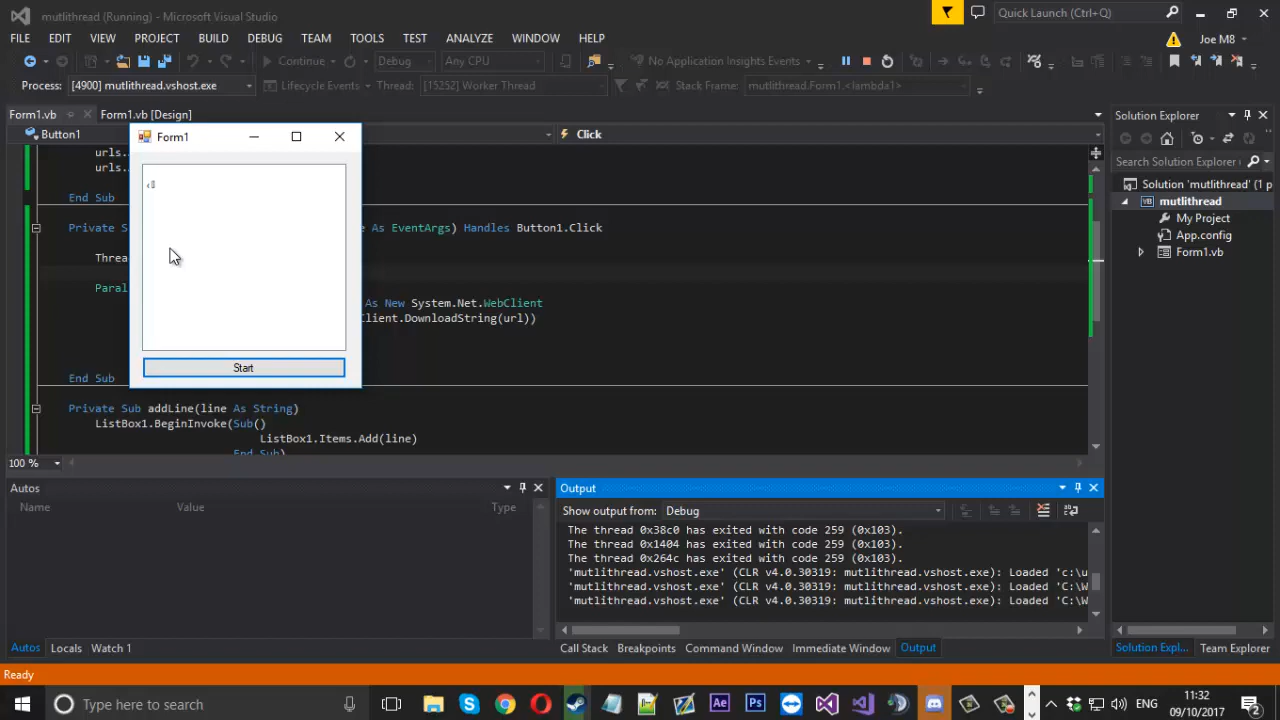 mutlithread (Running) - Microsoft Visual Studio
Quick Launch (Ctrl+Q)
FILE EDIT VIEW PROJECT BUILD DEBUG TEAM TOOLS TEST ANALYZE WINDOW HELP
Joe M8
Continue
Debug
Any CPU
No Application Insights Events
Process: [4900] mutlithread.vshost.exe
Lifecycle Events
Thread: [15252] Worker Thread
Stack Frame: mutlithread.Form1.<lambda1>
Form1.vb
Form1.vb [Design]
Button1
Form1
Click
urls.
urls.
End Sub
Private S
e As EventArgs) Handles Button1.Click
Threa
Paral
As New System.Net.WebClient
Client.DownloadString(url))
End Sub
Start
Private Sub addLine(line As String)
ListBox1.BeginInvoke(Sub()
ListBox1.Items.Add(line)
End Sub)
100 %
Solution Explorer
Search Solution Explorer
Solution 'mutlithread' (1 p
mutlithread
My Project
App.config
Form1.vb
Autos
Name Value Type
Output
Show output from: Debug
The thread 0x38c0 has exited with code 259 (0x103).
The thread 0x1404 has exited with code 259 (0x103).
The thread 0x264c has exited with code 259 (0x103).
'mutlithread.vshost.exe' (CLR v4.0.30319: mutlithread.vshost.exe): Loaded 'c:\u
'mutlithread.vshost.exe' (CLR v4.0.30319: mutlithread.vshost.exe): Loaded 'C:\W
'mutlithread.vshost.exe' (CLR v4.0.30319: mutlithread.vshost.exe): Loaded 'C:\W
Autos Locals Watch 1
Call Stack Breakpoints Command Window Immediate Window Output
Solution Expl... Team Explorer
Ready
Type here to search
ENG
11:32
09/10/2017
2